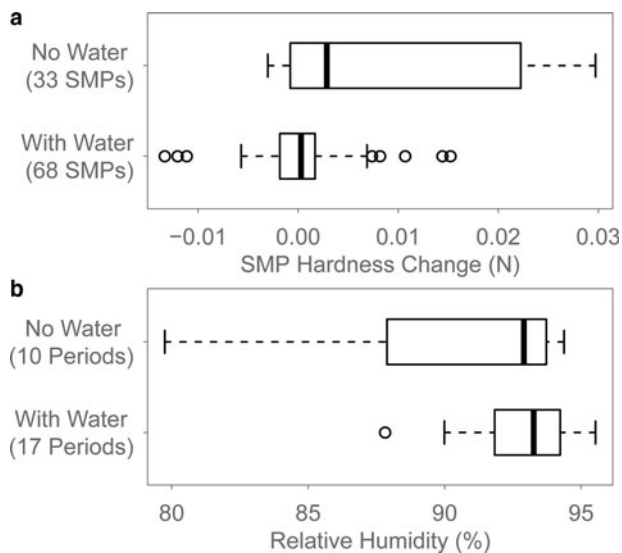 a
No Water
(33 SMPs)
With Water
(68 SMPs)
−0.01 0.00 0.01 0.02 0.03
SMP Hardness Change (N)
b
No Water
(10 Periods)
With Water
(17 Periods)
80 85 90 95
Relative Humidity (%)